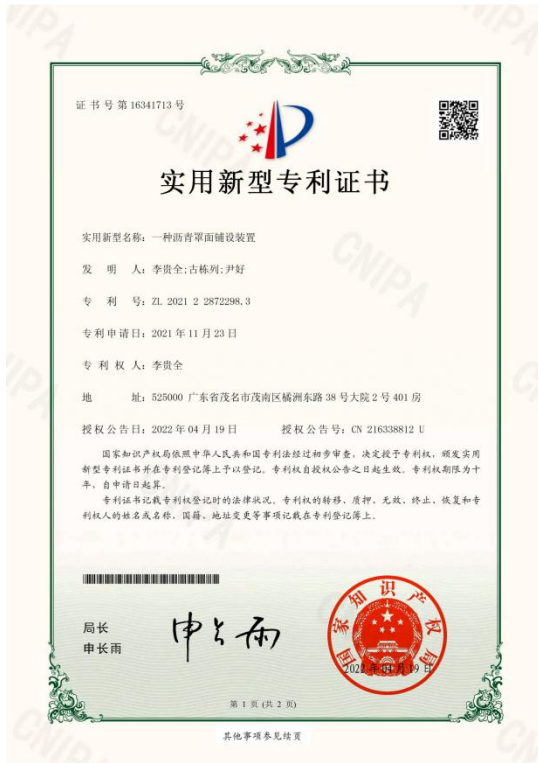 证书号第16341713号
实用新型专利证书
实用新型名称：一种沥青罩面铺设装置
发明人：李贵全;古栋列;尹好
专利号：ZL 2021 2 2872298.3
专利申请日：2021年11月23日
专利权人：李贵全
地址：525000 广东省茂名市茂南区橘洲东路38号大院2号401房
授权公告日：2022年04月19日 授权公告号：CN 216338812 U
国家知识产权局依照中华人民共和国专利法经过初步审查，决定授予专利权，颁发实用
新型专利证书并在专利登记簿上予以登记。专利权自授权公告之日起生效。专利权期限为十
年，自申请日起算。
专利证书记载专利权登记时的法律状况。专利权的转移、质押、无效、终止、恢复和专
利权人的姓名或名称、国籍、地址变更等事项记载在专利登记簿上。
局长
申长雨
申长雨
国家知识产权局
2022年04月19日
第 1 页 (共 2 页)
其他事项参见续页
CNIPA
CNIPA
CNIPA
CNIPA